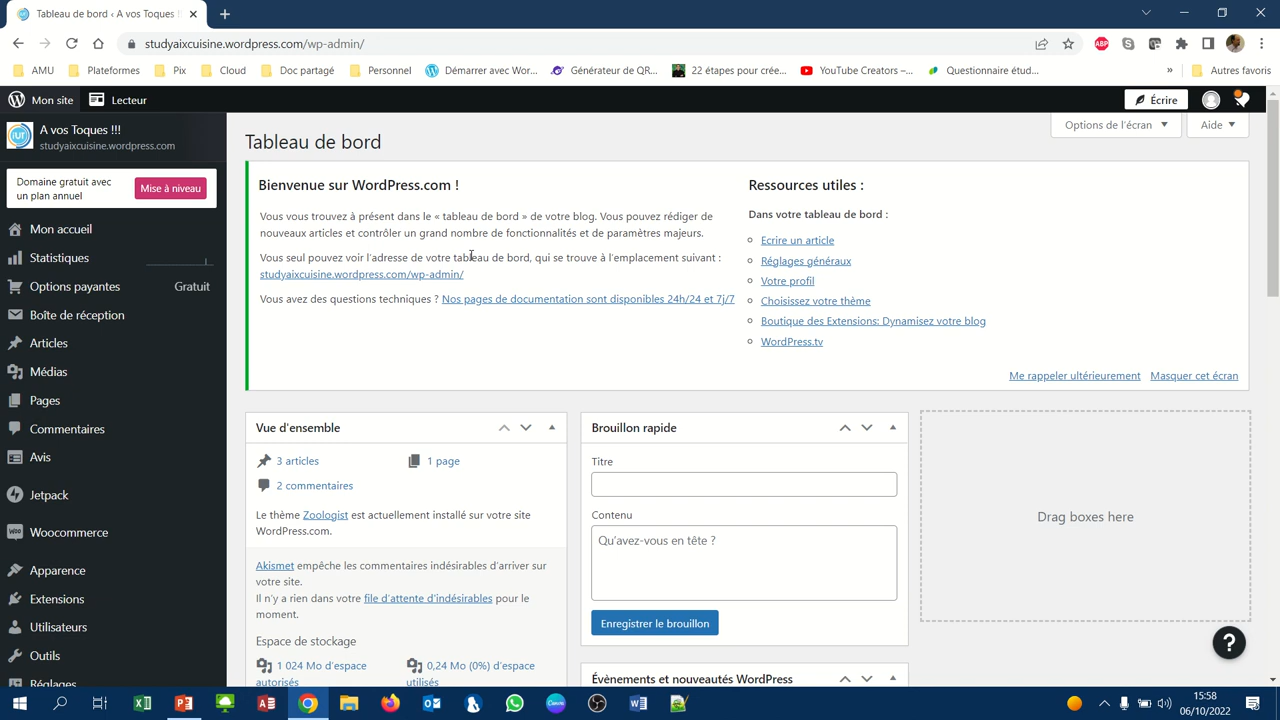 Tableau de bord ‹ A vos Toques !!
studyaixcuisine.wordpress.com/wp-admin/
AMU
Plateformes
Pix
Cloud
Doc partagé
Personnel
Démarrer avec Wor...
Générateur de QR...
22 étapes pour crée...
YouTube Creators –...
Questionnaire étud...
»
Autres favoris
Mon site
Lecteur
Écrire
A vos Toques !!!
studyaixcuisine.wordpress.com
Domaine gratuit avec
un plan annuel
Mise à niveau
Mon accueil
Statistiques
Options payantes
Gratuit
Boîte de réception
Articles
Médias
Pages
Commentaires
Avis
Jetpack
Woocommerce
Apparence
Extensions
Utilisateurs
Outils
Réglages
Options de l’écran
Aide
Tableau de bord
Bienvenue sur WordPress.com !
Vous vous trouvez à présent dans le « tableau de bord » de votre blog. Vous pouvez rédiger de
nouveaux articles et contrôler un grand nombre de fonctionnalités et de paramètres majeurs.
Vous seul pouvez voir l’adresse de votre tableau de bord, qui se trouve à l’emplacement suivant :
studyaixcuisine.wordpress.com/wp-admin/
Vous avez des questions techniques ? Nos pages de documentation sont disponibles 24h/24 et 7j/7
Ressources utiles :
Dans votre tableau de bord :
Ecrire un article
Réglages généraux
Votre profil
Choisissez votre thème
Boutique des Extensions: Dynamisez votre blog
WordPress.tv
Me rappeler ultérieurement
Masquer cet écran
Vue d’ensemble
3 articles
1 page
2 commentaires
Le thème Zoologist est actuellement installé sur votre site
WordPress.com.
Akismet empêche les commentaires indésirables d’arriver sur
votre site.
Il n’y a rien dans votre file d’attente d’indésirables pour le
moment.
Espace de stockage
1 024 Mo d’espace
autorisés
0,24 Mo (0%) d’espace
utilisés
Brouillon rapide
Titre
Contenu
Qu’avez-vous en tête ?
Enregistrer le brouillon
Évènements et nouveautés WordPress
Drag boxes here
?
15:58
06/10/2022